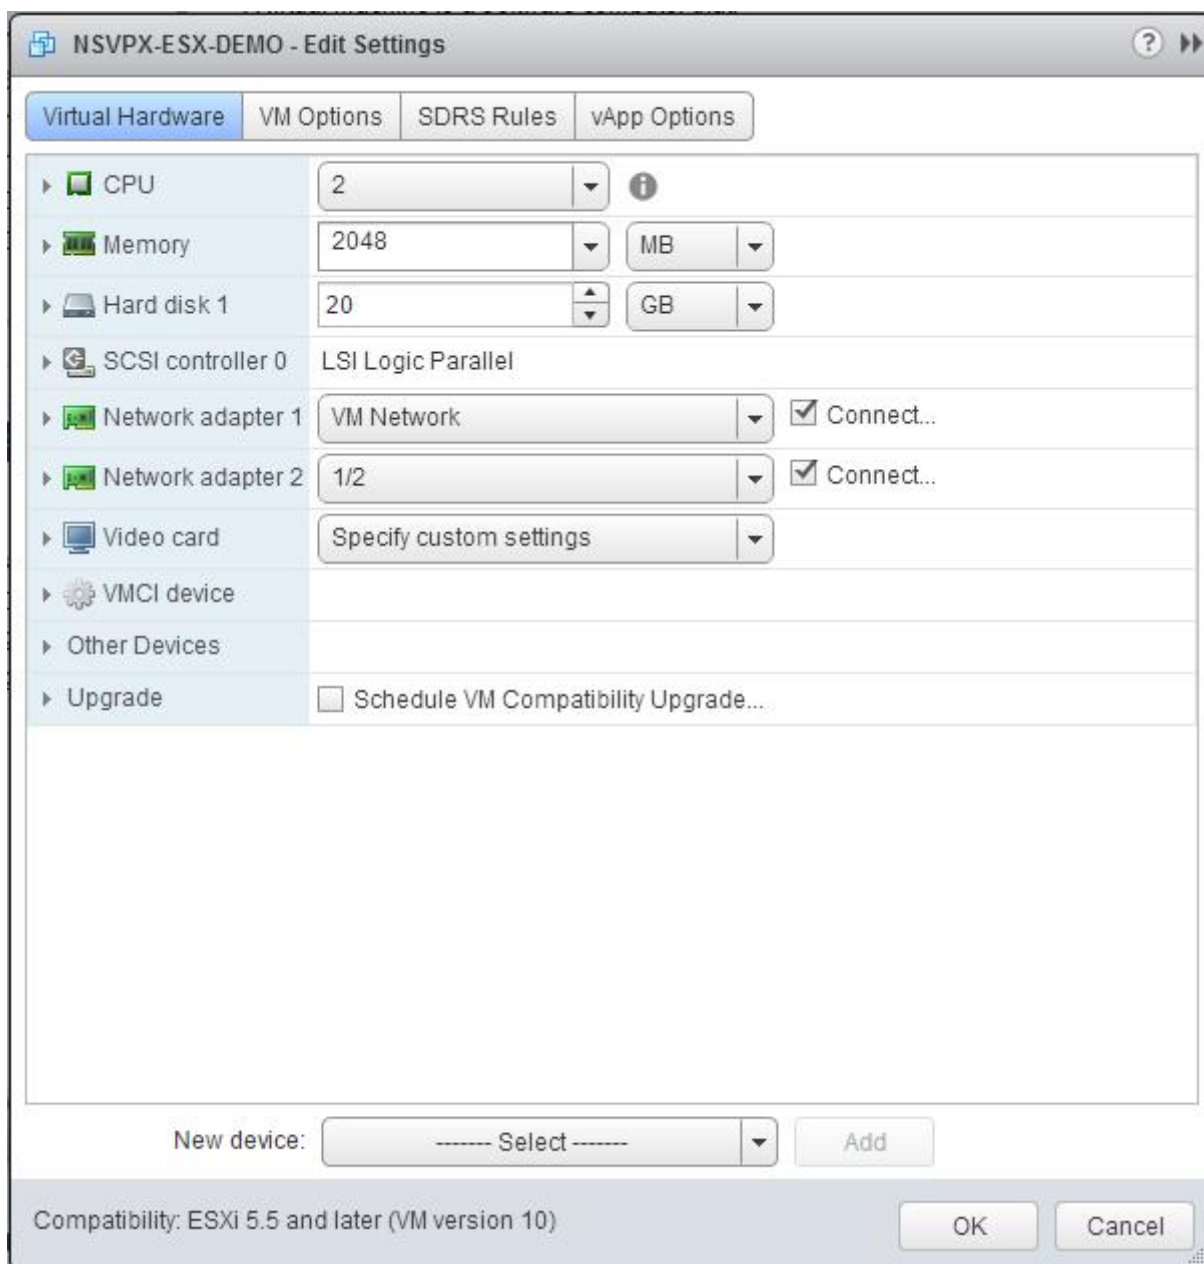 NSVPX-ESX-DEMO - Edit Settings ?
Virtual Hardware VM Options SDRS Rules vApp Options
CPU 2
Memory 2048 MB
Hard disk 1 20 GB
SCSI controller 0 LSI Logic Parallel
Network adapter 1 VM Network Connect...
Network adapter 2 1/2 Connect...
Video card Specify custom settings
VMCI device
Other Devices
Upgrade Schedule VM Compatibility Upgrade...
New device: ------- Select ------- Add
Compatibility: ESXi 5.5 and later (VM version 10) OK Cancel